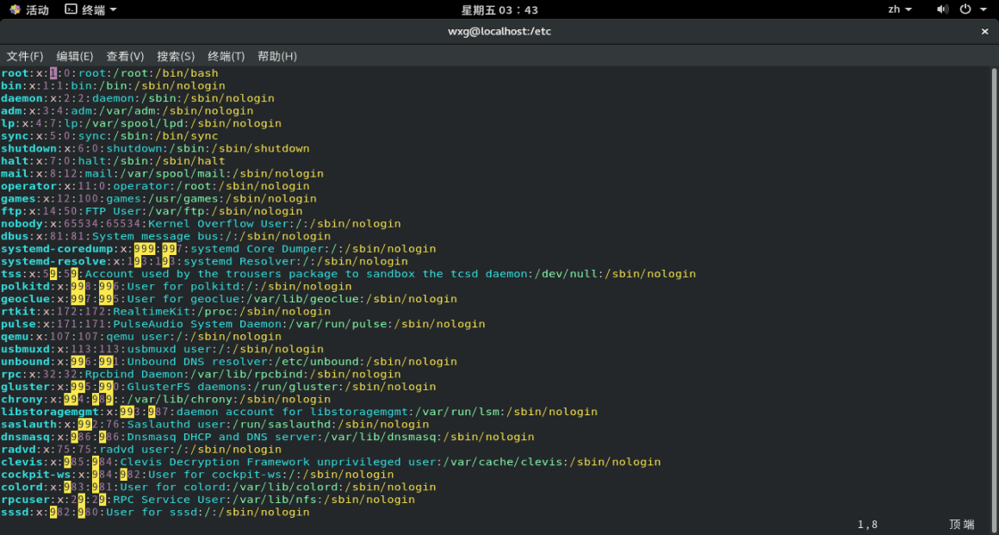 活动 终端 星期五 03：43 zh
wxg@localhost:/etc ×
文件(F) 编辑(E) 查看(V) 搜索(S) 终端(T) 帮助(H)
root:x:1:0:root:/root:/bin/bash
bin:x:1:1:bin:/bin:/sbin/nologin
daemon:x:2:2:daemon:/sbin:/sbin/nologin
adm:x:3:4:adm:/var/adm:/sbin/nologin
lp:x:4:7:lp:/var/spool/lpd:/sbin/nologin
sync:x:5:0:sync:/sbin:/bin/sync
shutdown:x:6:0:shutdown:/sbin:/sbin/shutdown
halt:x:7:0:halt:/sbin:/sbin/halt
mail:x:8:12:mail:/var/spool/mail:/sbin/nologin
operator:x:11:0:operator:/root:/sbin/nologin
games:x:12:100:games:/usr/games:/sbin/nologin
ftp:x:14:50:FTP User:/var/ftp:/sbin/nologin
nobody:x:65534:65534:Kernel Overflow User:/:/sbin/nologin
dbus:x:81:81:System message bus:/:/sbin/nologin
systemd-coredump:x:999:997:systemd Core Dumper:/:/sbin/nologin
systemd-resolve:x:193:193:systemd Resolver:/:/sbin/nologin
tss:x:59:59:Account used by the trousers package to sandbox the tcsd daemon:/dev/null:/sbin/nologin
polkitd:x:998:996:User for polkitd:/:/sbin/nologin
geoclue:x:997:995:User for geoclue:/var/lib/geoclue:/sbin/nologin
rtkit:x:172:172:RealtimeKit:/proc:/sbin/nologin
pulse:x:171:171:PulseAudio System Daemon:/var/run/pulse:/sbin/nologin
qemu:x:107:107:qemu user:/:/sbin/nologin
usbmuxd:x:113:113:usbmuxd user:/:/sbin/nologin
unbound:x:996:991:Unbound DNS resolver:/etc/unbound:/sbin/nologin
rpc:x:32:32:Rpcbind Daemon:/var/lib/rpcbind:/sbin/nologin
gluster:x:995:990:GlusterFS daemons:/run/gluster:/sbin/nologin
chrony:x:994:989::/var/lib/chrony:/sbin/nologin
libstoragemgmt:x:993:987:daemon account for libstoragemgmt:/var/run/lsm:/sbin/nologin
saslauth:x:992:76:Saslauthd user:/run/saslauthd:/sbin/nologin
dnsmasq:x:986:986:Dnsmasq DHCP and DNS server:/var/lib/dnsmasq:/sbin/nologin
radvd:x:75:75:radvd user:/:/sbin/nologin
clevis:x:985:984:Clevis Decryption Framework unprivileged user:/var/cache/clevis:/sbin/nologin
cockpit-ws:x:984:982:User for cockpit-ws:/:/sbin/nologin
colord:x:983:981:User for colord:/var/lib/colord:/sbin/nologin
rpcuser:x:29:29:RPC Service User:/var/lib/nfs:/sbin/nologin
sssd:x:982:980:User for sssd:/:/sbin/nologin
1,8 顶端